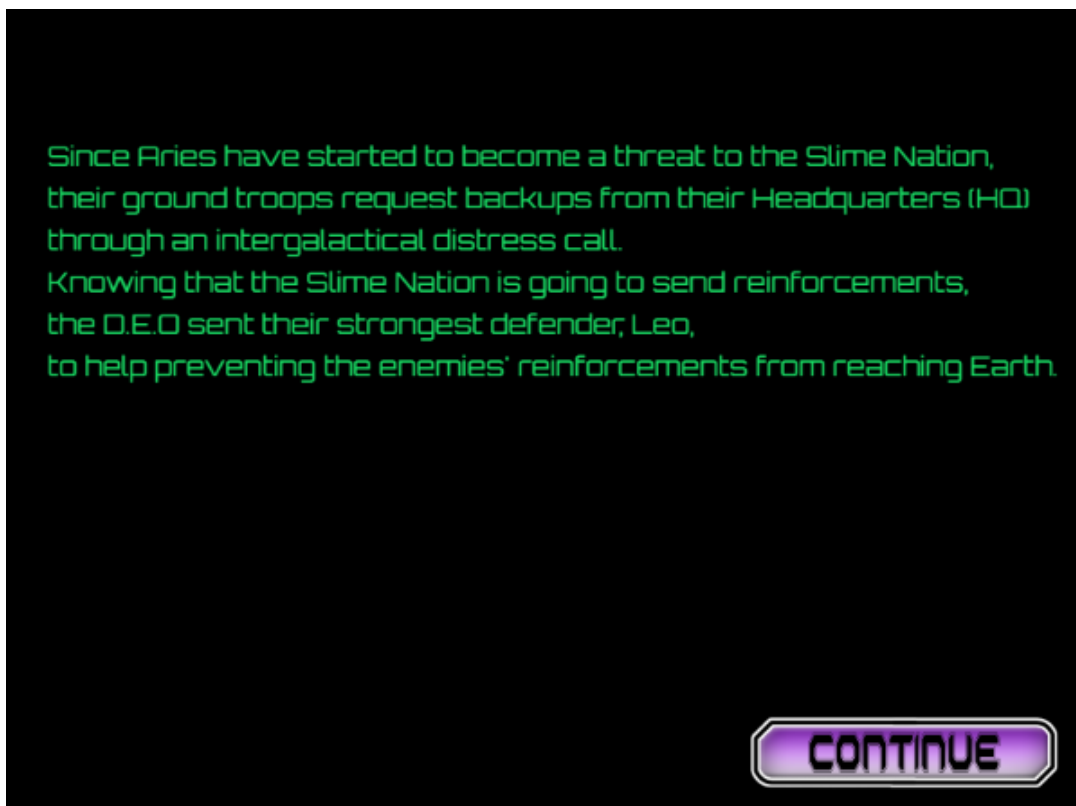 Since Aries have started to become a threat to the Slime Nation,
their ground troops request backups from their Headquarters (HQ)
through an intergalactical distress call.
Knowing that the Slime Nation is going to send reinforcements,
the D.E.O sent their strongest defender, Leo,
to help preventing the enemies' reinforcements from reaching Earth.
CONTINUE